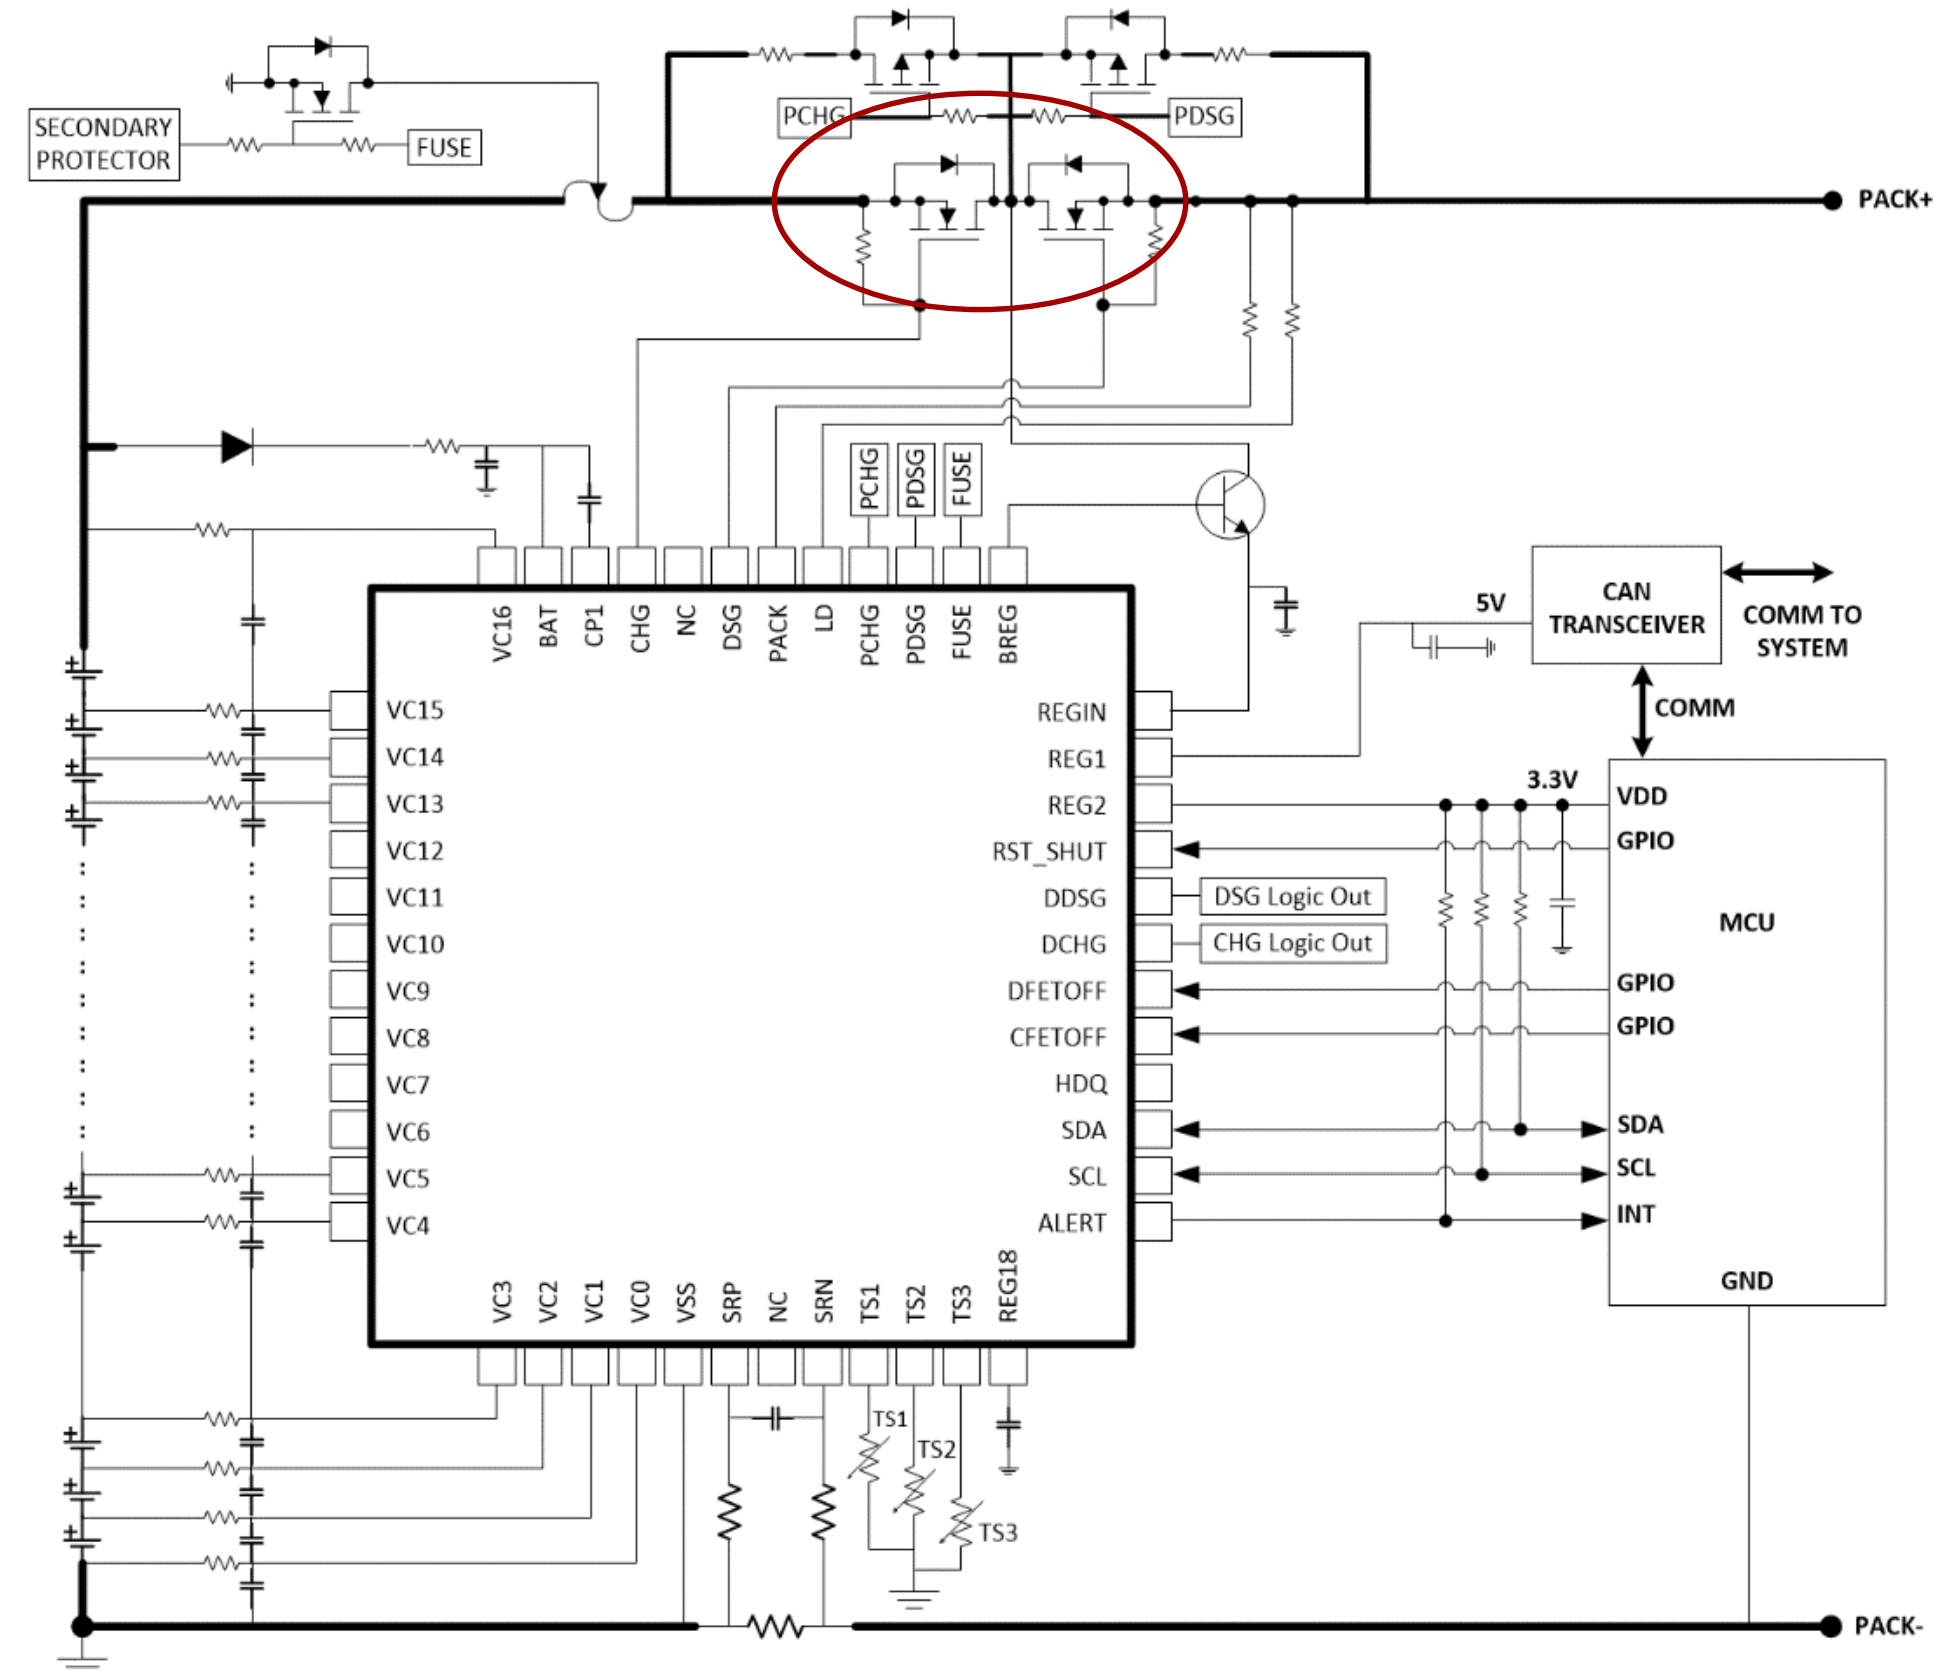 SECONDARY
PROTECTOR
FUSE
PCHG
PDSG
PACK+
PCHG
PDSG
FUSE
VC16
BAT
CP1
CHG
NC
DSG
PACK
LD
PCHG
PDSG
FUSE
BREG
5V
CAN
TRANSCEIVER
COMM TO
SYSTEM
COMM
VC15
VC14
VC13
VC12
VC11
VC10
VC9
VC8
VC7
VC6
VC5
VC4
REGIN
REG1
REG2
RST_SHUT
DDSG
DCHG
DFETOFF
CFETOFF
HDQ
SDA
SCL
ALERT
DSG Logic Out
CHG Logic Out
3.3V
VDD
GPIO
MCU
GPIO
GPIO
SDA
SCL
INT
GND
VC3
VC2
VC1
VC0
VSS
SRP
NC
SRN
TS1
TS2
TS3
REG18
TS1
TS2
TS3
PACK-